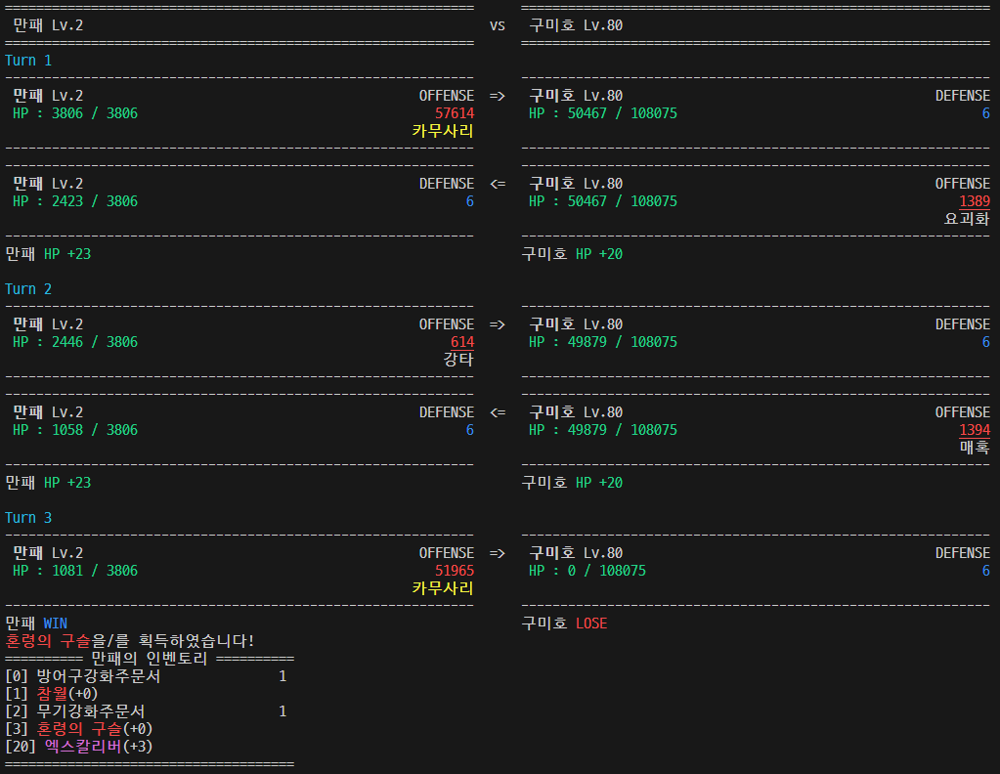 ============================================================ ============================================================
만패 Lv.2 vs 구미호 Lv.80
============================================================ ============================================================
Turn 1
------------------------------------------------------------ ------------------------------------------------------------
만패 Lv.2 OFFENSE => 구미호 Lv.80 DEFENSE
HP : 3806 / 3806 57614 HP : 50467 / 108075 6
카무사리
------------------------------------------------------------ ------------------------------------------------------------
------------------------------------------------------------ ------------------------------------------------------------
만패 Lv.2 DEFENSE <= 구미호 Lv.80 OFFENSE
HP : 2423 / 3806 6 HP : 50467 / 108075 1389
요괴화
------------------------------------------------------------ ------------------------------------------------------------
만패 HP +23 구미호 HP +20
Turn 2
------------------------------------------------------------ ------------------------------------------------------------
만패 Lv.2 OFFENSE => 구미호 Lv.80 DEFENSE
HP : 2446 / 3806 614 HP : 49879 / 108075 6
강타
------------------------------------------------------------ ------------------------------------------------------------
------------------------------------------------------------ ------------------------------------------------------------
만패 Lv.2 DEFENSE <= 구미호 Lv.80 OFFENSE
HP : 1058 / 3806 6 HP : 49879 / 108075 1394
매혹
------------------------------------------------------------ ------------------------------------------------------------
만패 HP +23 구미호 HP +20
Turn 3
------------------------------------------------------------ ------------------------------------------------------------
만패 Lv.2 OFFENSE => 구미호 Lv.80 DEFENSE
HP : 1081 / 3806 51965 HP : 0 / 108075 6
카무사리
------------------------------------------------------------ ------------------------------------------------------------
만패 WIN 구미호 LOSE
혼령의 구슬을/를 획득하였습니다!
========== 만패의 인벤토리 ==========
[0] 방어구강화주문서 1
[1] 참월(+0)
[2] 무기강화주문서 1
[3] 혼령의 구슬(+0)
[20] 엑스칼리버(+3)
=====================================